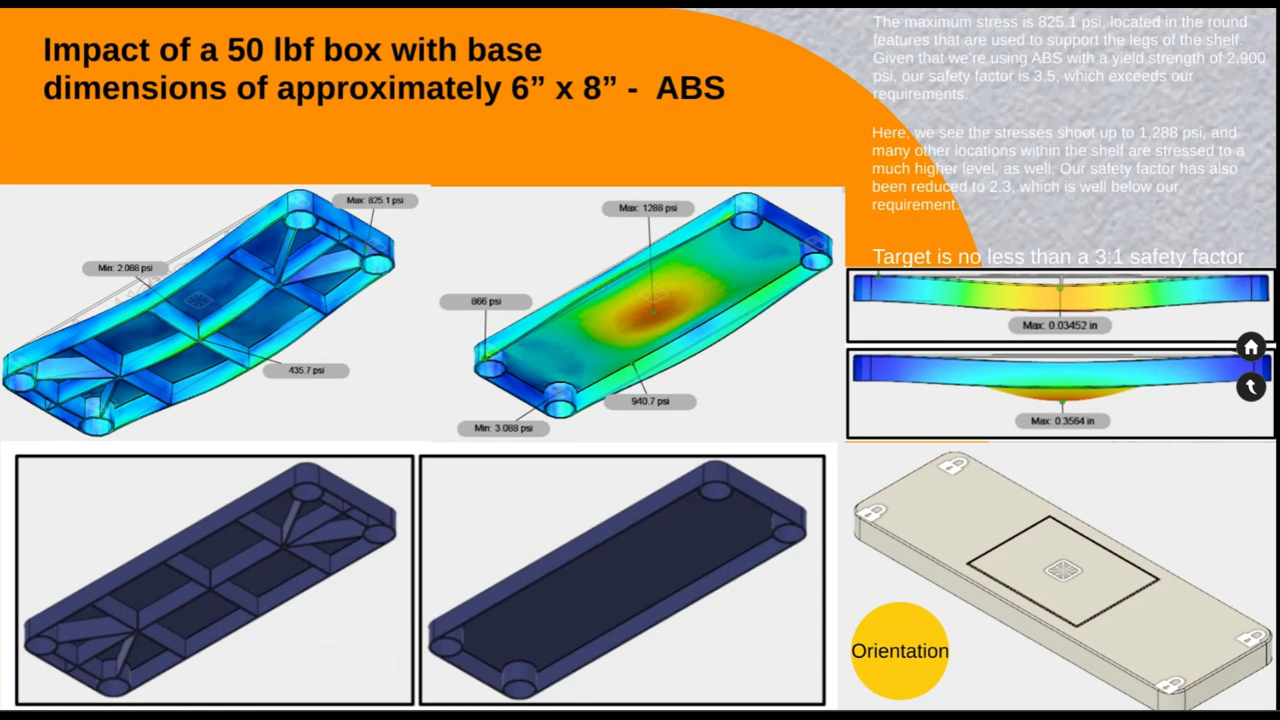 Impact of a 50 lbf box with base
dimensions of approximately 6” x 8” - ABS
The maximum stress is 825.1 psi, located in the round
features that are used to support the legs of the shelf.
Given that we're using ABS with a yield strength of 2,900
psi, our safety factor is 3.5, which exceeds our
requirements.
Here, we see the stresses shoot up to 1,288 psi, and
many other locations within the shelf are stressed to a
much higher level, as well. Our safety factor has also
been reduced to 2.3, which is well below our
requirement.
Target is no less than a 3:1 safety factor
Max: 825.1 psi
Min: 2.088 psi
435.7 psi
Max: 1288 psi
866 psi
940.7 psi
Min: 3.088 psi
Max: 0.03452 in
Max: 0.3564 in
Orientation